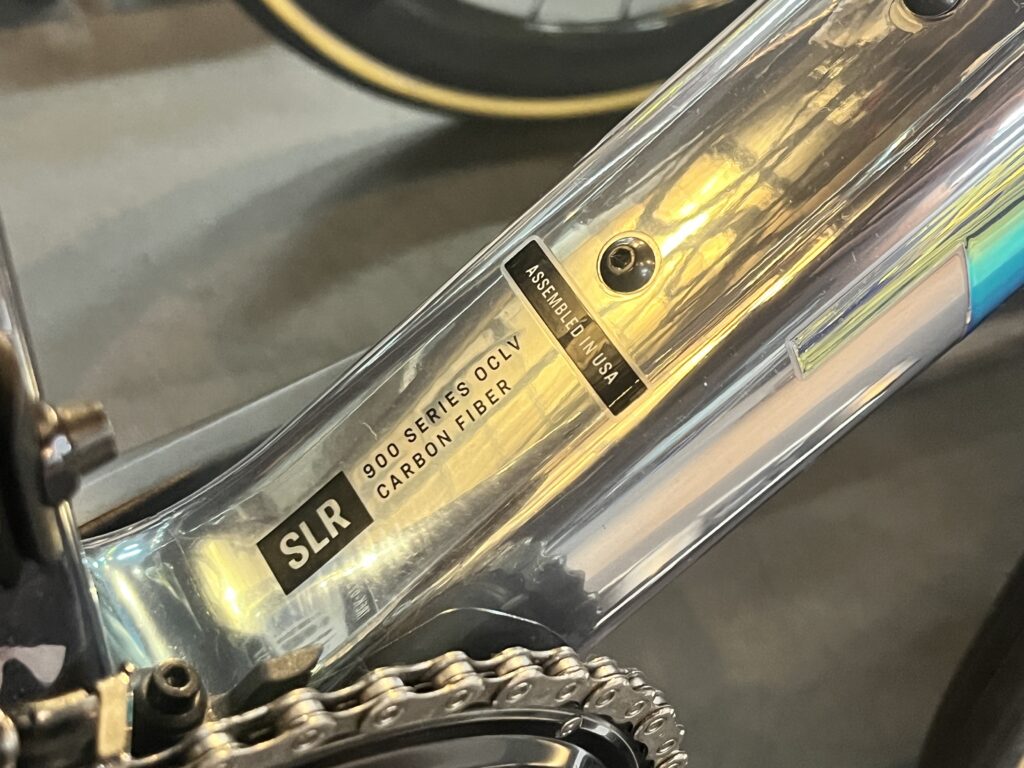 ASSEMBLED IN USA
900 SERIES OCLV
CARBON FIBER
SLR